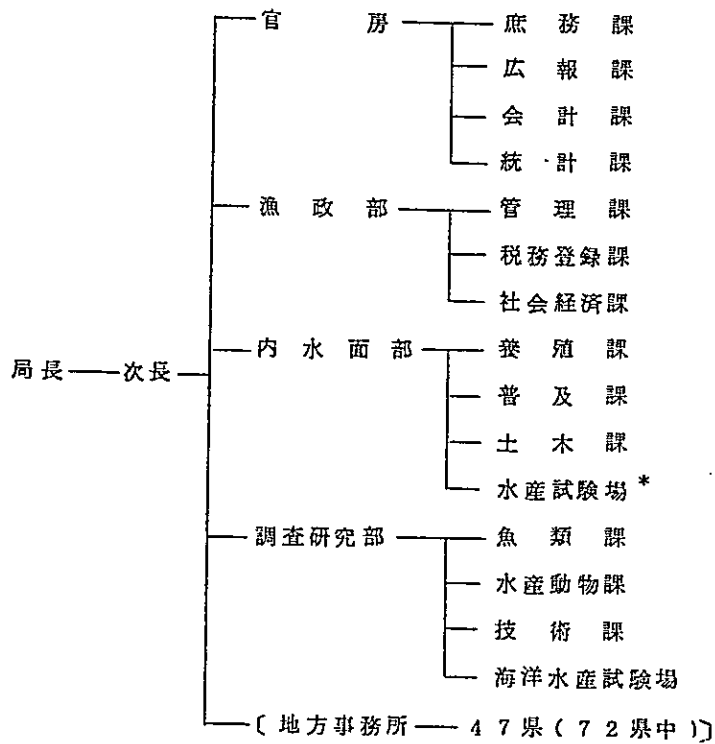 官房 庶務課
広報課
会計課
統計課
漁政部 管理課
税務登録課
社会経済課
内水面部 養殖課
局長 次長
普及課
土木課
水産試験場*
調査研究部 魚類課
水産動物課
技術課
海洋水産試験場
〔地方事務所 47県(72県中)〕